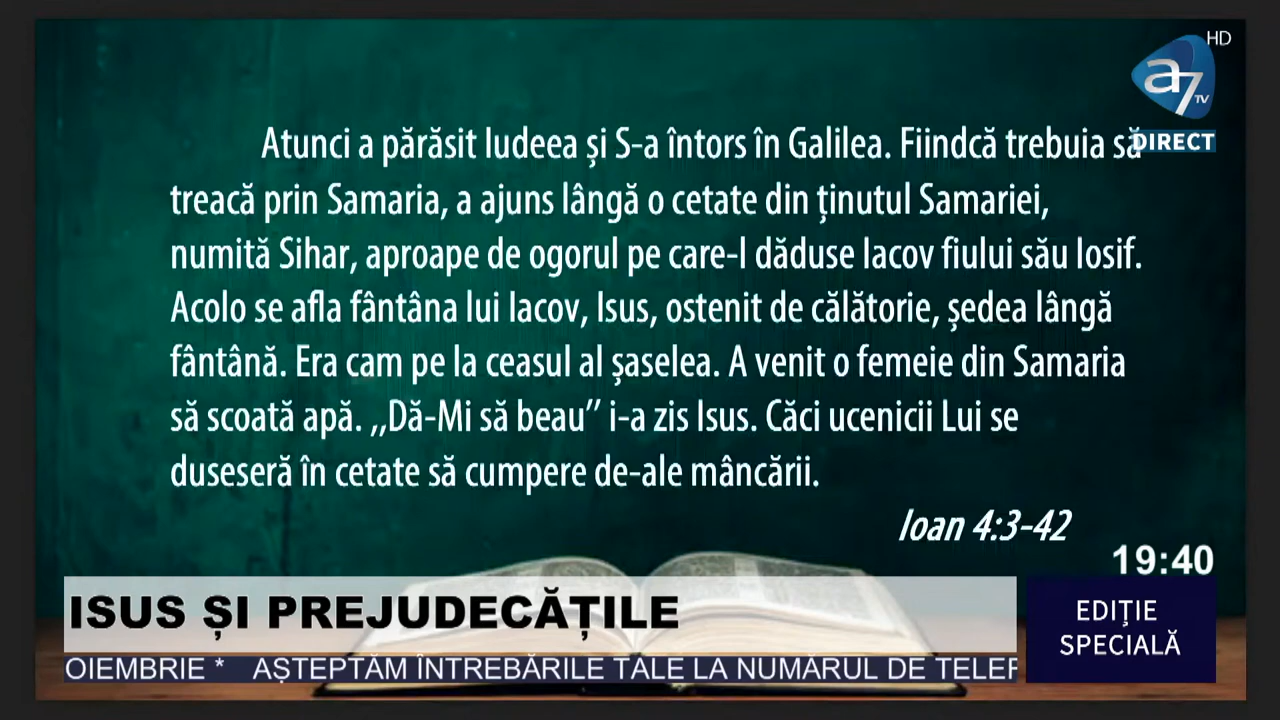 HD
a7
TV
DIRECT
Atunci a părăsit Iudeea și S-a întors în Galilea. Fiindcă trebuia să
treacă prin Samaria, a ajuns lângă o cetate din ținutul Samariei,
numită Sihar, aproape de ogorul pe care-l dăduse Iacov fiului său Iosif.
Acolo se afla fântâna lui Iacov, Isus, ostenit de călătorie, ședea lângă
fântână. Era cam pe la ceasul al șaselea. A venit o femeie din Samaria
să scoată apă. ,,Dă-Mi să beau’’ i-a zis Isus. Căci ucenicii Lui se
duseseră în cetate să cumpere de-ale mâncării.
Ioan 4:3-42
19:40
ISUS ȘI PREJUDECĂȚILE
EDIȚIE
SPECIALĂ
OIEMBRIE * AȘTEPTĂM ÎNTREBĂRILE TALE LA NUMĂRUL DE TELEF